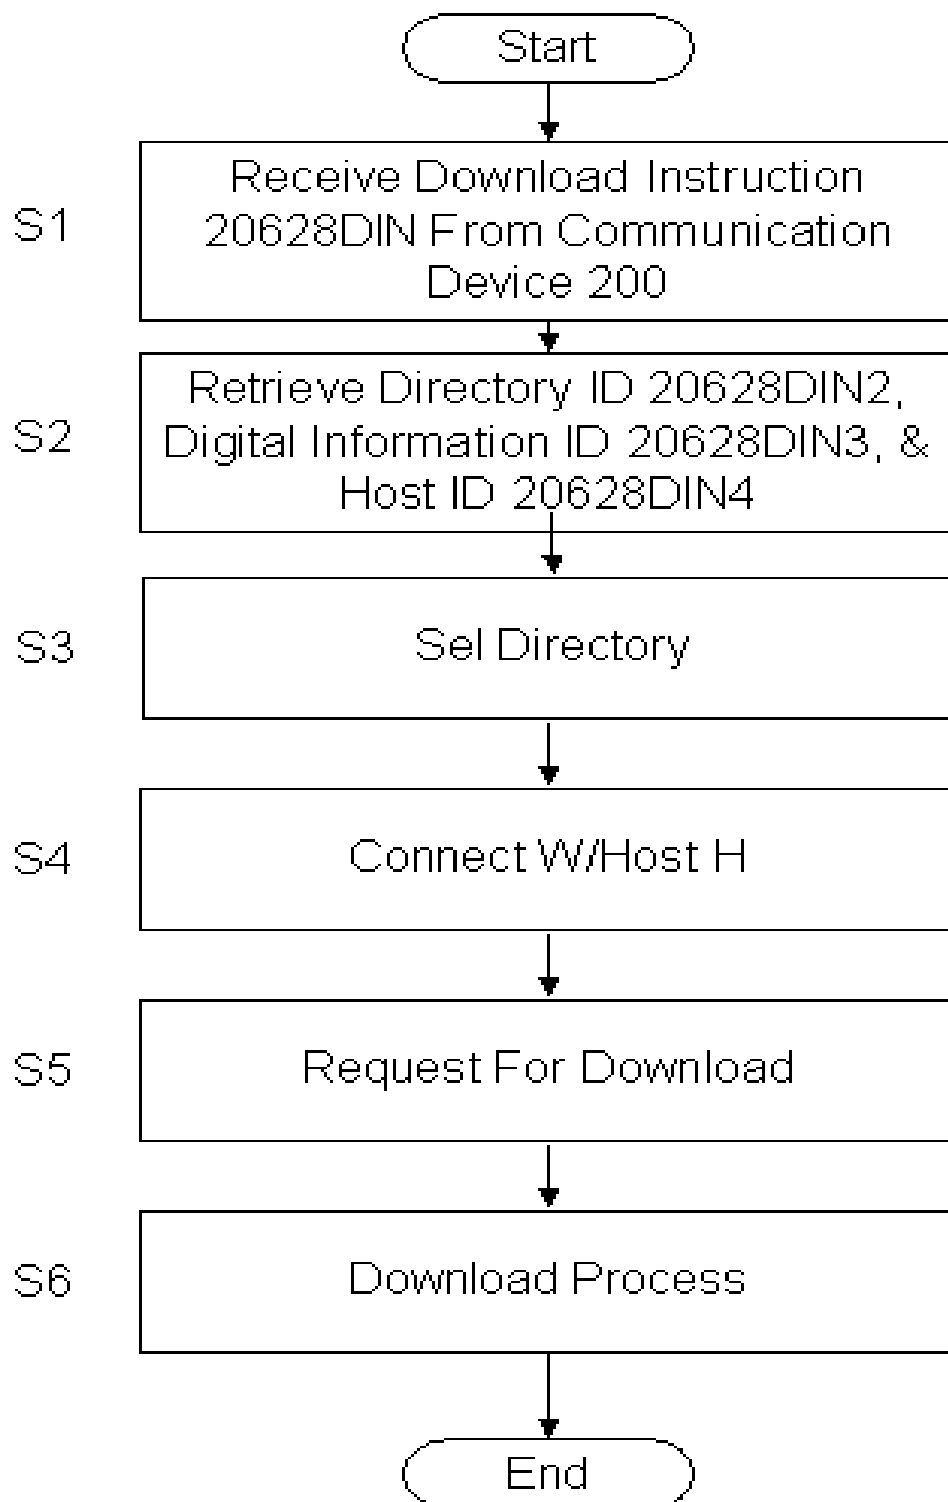 Start
S1
Receive Download Instruction
20628DIN From Communication
Device 200
S2
Retrieve Directory ID 20628DIN2,
Digital Information ID 20628DIN3, &
Host ID 20628DIN4
S3
Sel Directory
S4
Connect W/Host H
S5
Request For Download
S6
Download Process
End